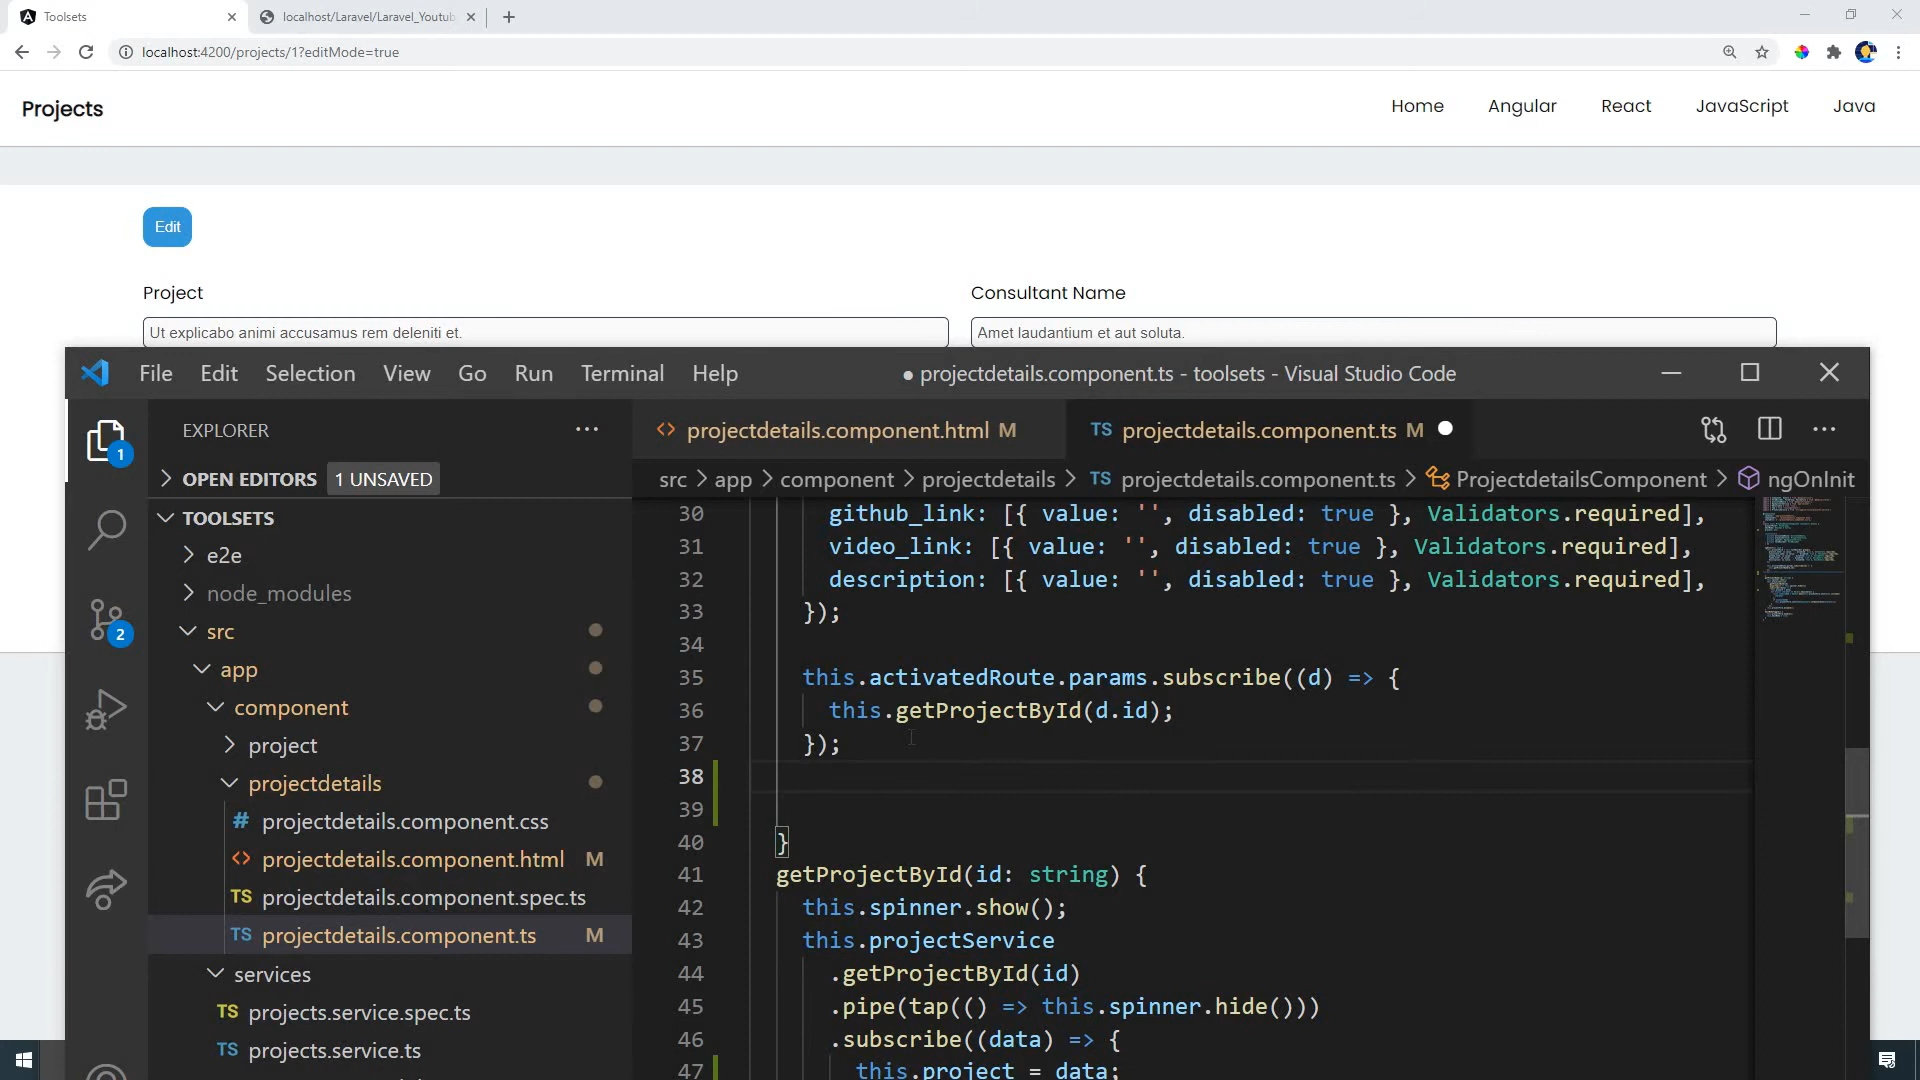 Toolsets
localhost/Laravel/Laravel_Youtub
localhost:4200/projects/1?editMode=true
Projects
Home Angular React JavaScript Java
Edit
Project
Consultant Name
Ut explicabo animi accusamus rem deleniti et.
Amet laudantium et aut soluta.
File Edit Selection View Go Run Terminal Help
● projectdetails.component.ts - toolsets - Visual Studio Code
EXPLORER
OPEN EDITORS 1 UNSAVED
TOOLSETS
e2e
node_modules
src
app
component
project
projectdetails
# projectdetails.component.css
<> projectdetails.component.html M
TS projectdetails.component.spec.ts
TS projectdetails.component.ts M
services
TS projects.service.spec.ts
TS projects.service.ts
1
2
<> projectdetails.component.html M
TS projectdetails.component.ts M
src > app > component > projectdetails > TS projectdetails.component.ts > ProjectdetailsComponent > ngOnInit
30 github_link: [{ value: '', disabled: true }, Validators.required],
31 video_link: [{ value: '', disabled: true }, Validators.required],
32 description: [{ value: '', disabled: true }, Validators.required],
33 });
34
35 this.activatedRoute.params.subscribe((d) => {
36 this.getProjectById(d.id);
37 });
38
39
40 }
41 getProjectById(id: string) {
42 this.spinner.show();
43 this.projectService
44 .getProjectById(id)
45 .pipe(tap(() => this.spinner.hide()))
46 .subscribe((data) => {
47 this.project = data;